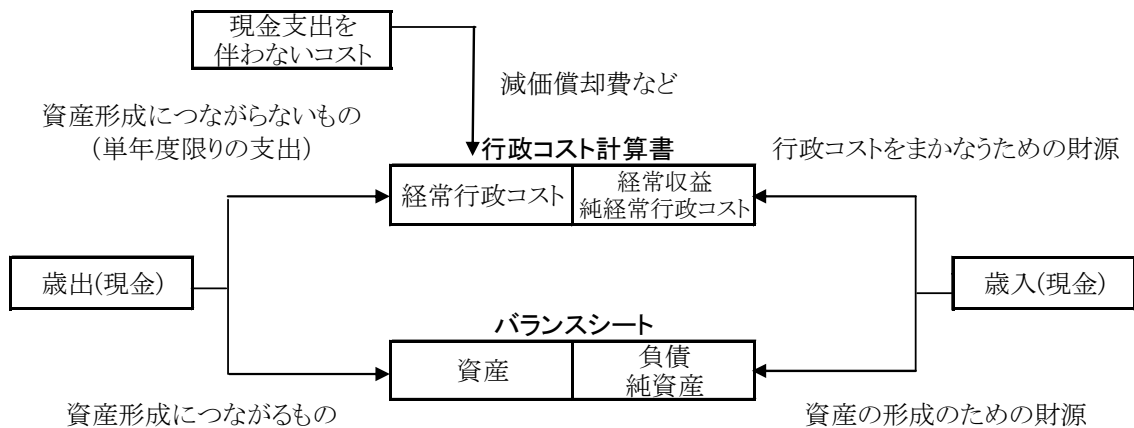 現金支出を
伴わないコスト
減価償却費など
資産形成につながらないもの
（単年度限りの支出）
行政コスト計算書
行政コストをまかなうための財源
経常行政コスト
経常収益
純経常行政コスト
歳出(現金)
歳入(現金)
バランスシート
資産
負債
純資産
資産形成につながるもの
資産の形成のための財源